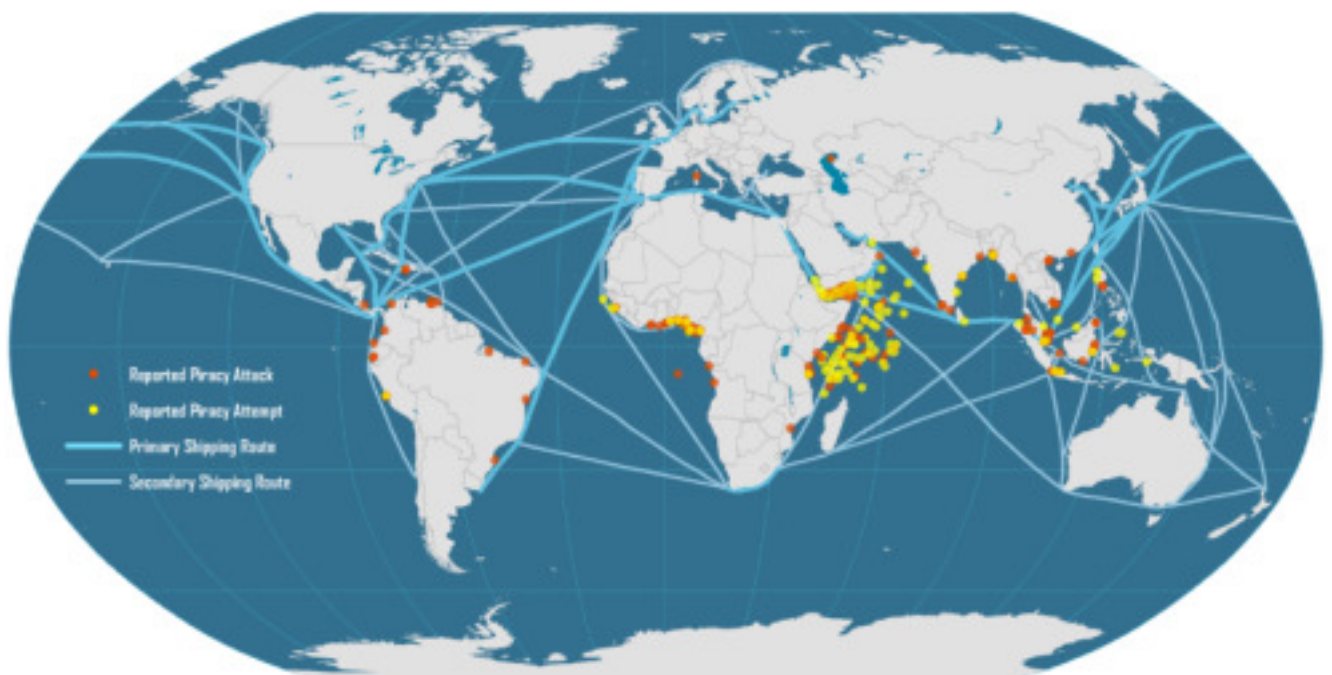 Reported Piracy Attack
Reported Piracy Attempt
Primary Shipping Route
Secondary Shipping Route